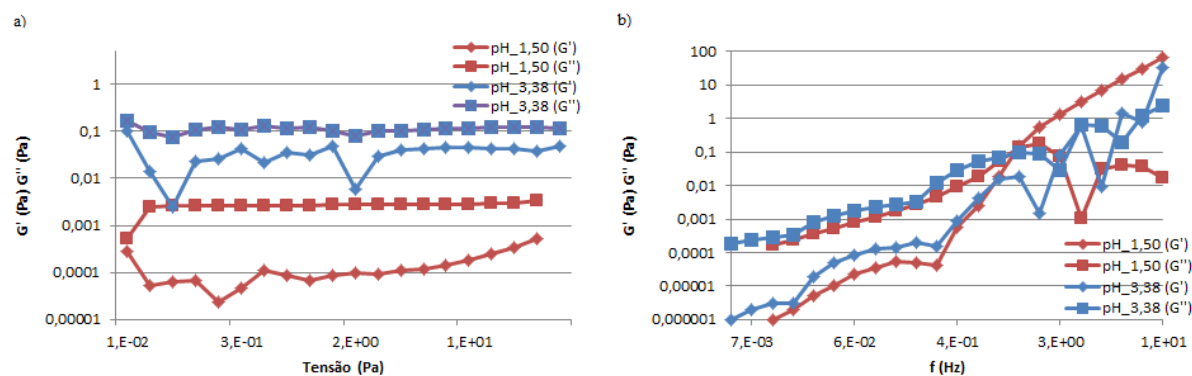 a)
pH_1,50 (G')
pH_1,50 (G'')
pH_3,38 (G')
pH_3,38 (G'')
1
0,1
0,01
0,001
0,0001
0,00001
G' (Pa) G'' (Pa)
1,E-02 3,E-01 2,E+00 1,E+01
Tensão (Pa)
b)
100
10
1
0,1
0,01
0,001
0,0001
0,00001
0,000001
G' (Pa) G'' (Pa)
pH_1,50 (G')
pH_1,50 (G'')
pH_3,38 (G')
pH_3,38 (G'')
7,E-03 6,E-02 4,E-01 3,E+00 1,E+01
f (Hz)